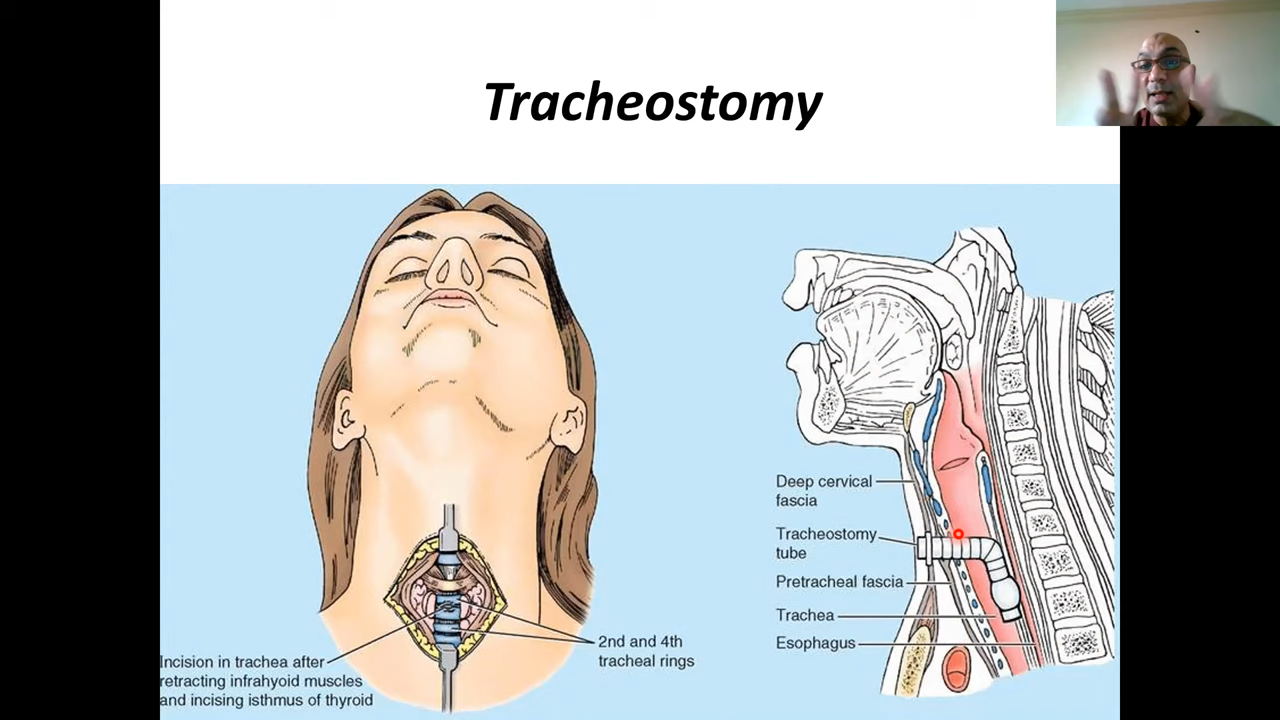 Tracheostomy
Incision in trachea after
retracting infrahyoid muscles
and incising isthmus of thyroid
2nd and 4th
tracheal rings
Deep cervical
fascia
Tracheostomy
tube
Pretracheal fascia
Trachea
Esophagus